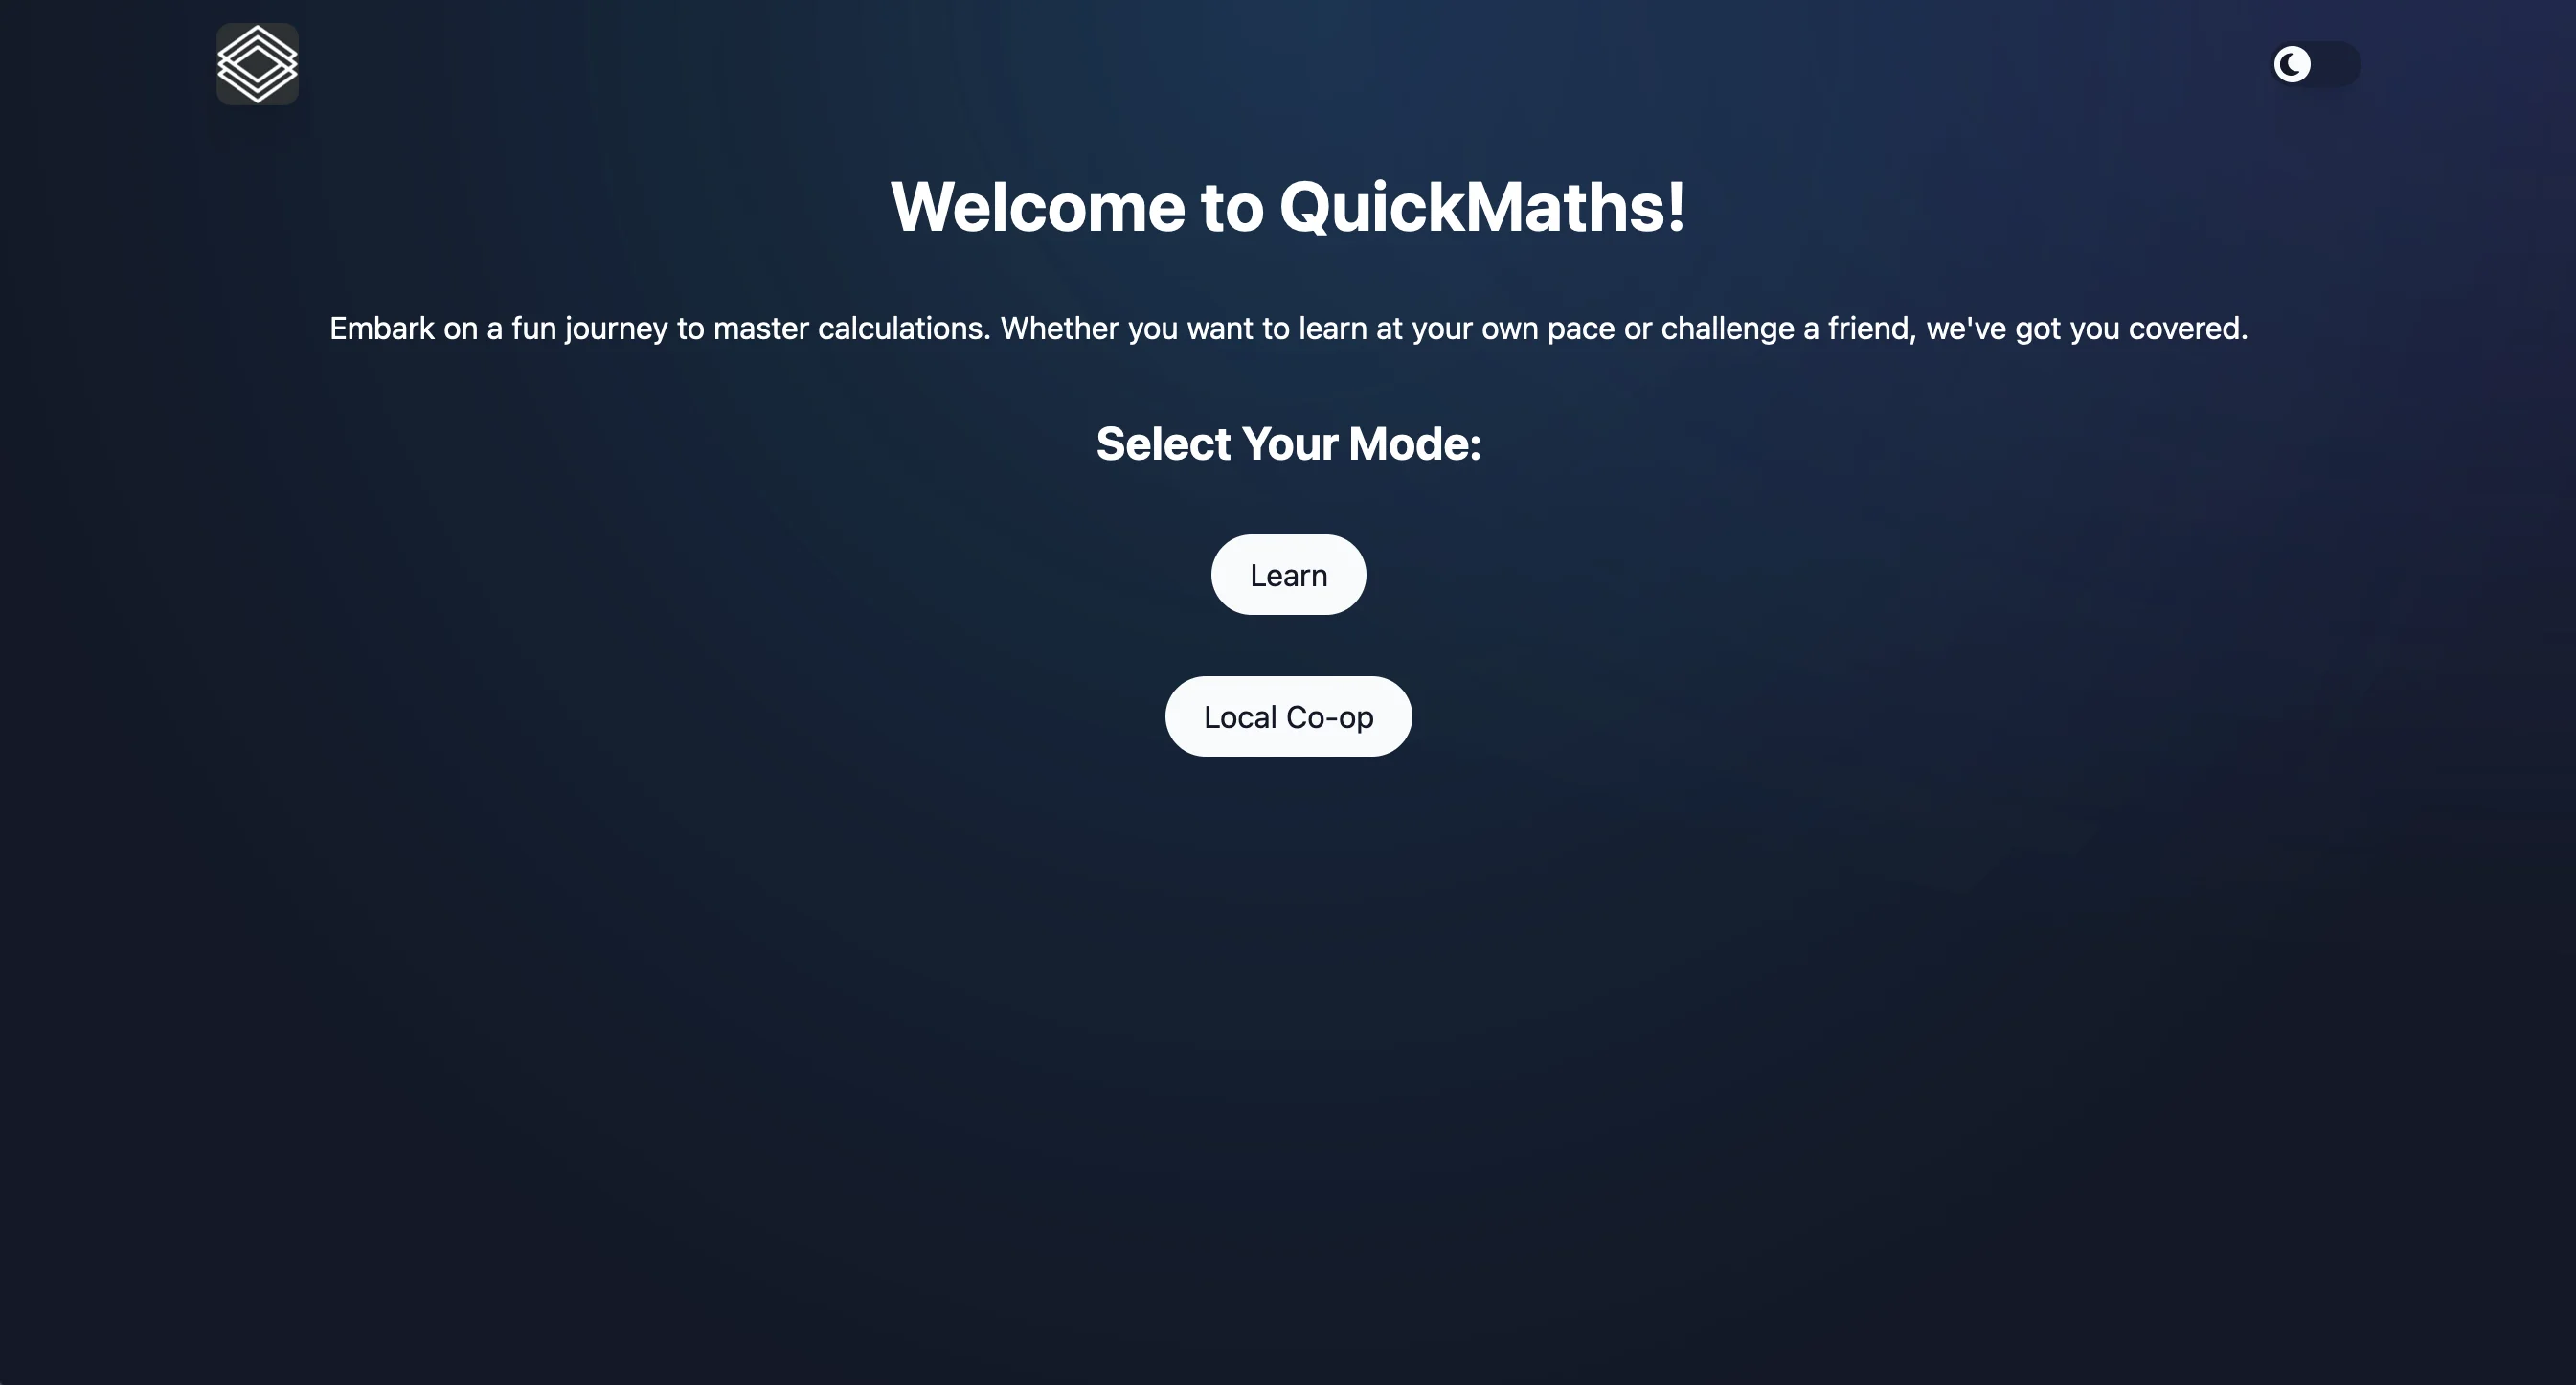 Welcome to QuickMaths!
Embark on a fun journey to master calculations. Whether you want to learn at your own pace or challenge a friend, we've got you covered.
Select Your Mode:
Learn
Local Co-op